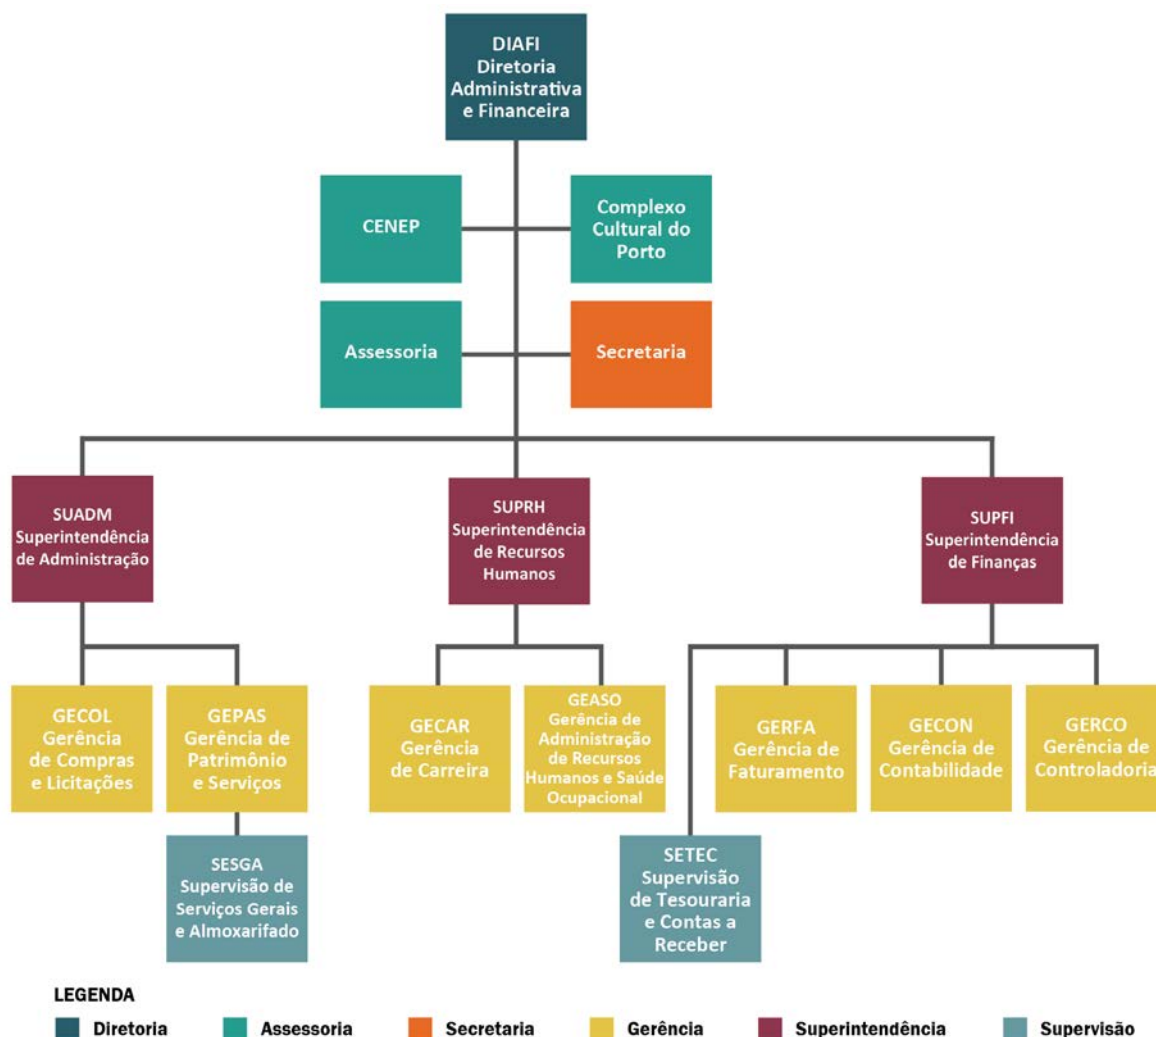 DIAFI
Diretoria
Administrativa
e Financeira
CENEP
Complexo
Cultural do
Porto
Assessoria
Secretaria
SUADM
Superintendência
de Administração
SUPRH
Superintendência
de Recursos
Humanos
SUPFI
Superintendência
de Finanças
GECOL
Gerência
de Compras
e Licitações
GEPAS
Gerência de
Patrimônio
e Serviços
GECAR
Gerência
de Carreira
GEASO
Gerência de
Administração
de Recursos
Humanos e Saúde
Ocupacional
GERFA
Gerência de
Faturamento
GECON
Gerência de
Contabilidade
GERCO
Gerência de
Controladoria
SESGA
Supervisão de
Serviços Gerais
e Almoxarifado
SETEC
Supervisão
de Tesouraria
e Contas a
Receber
LEGENDA
Diretoria
Assessoria
Secretaria
Gerência
Superintendência
Supervisão